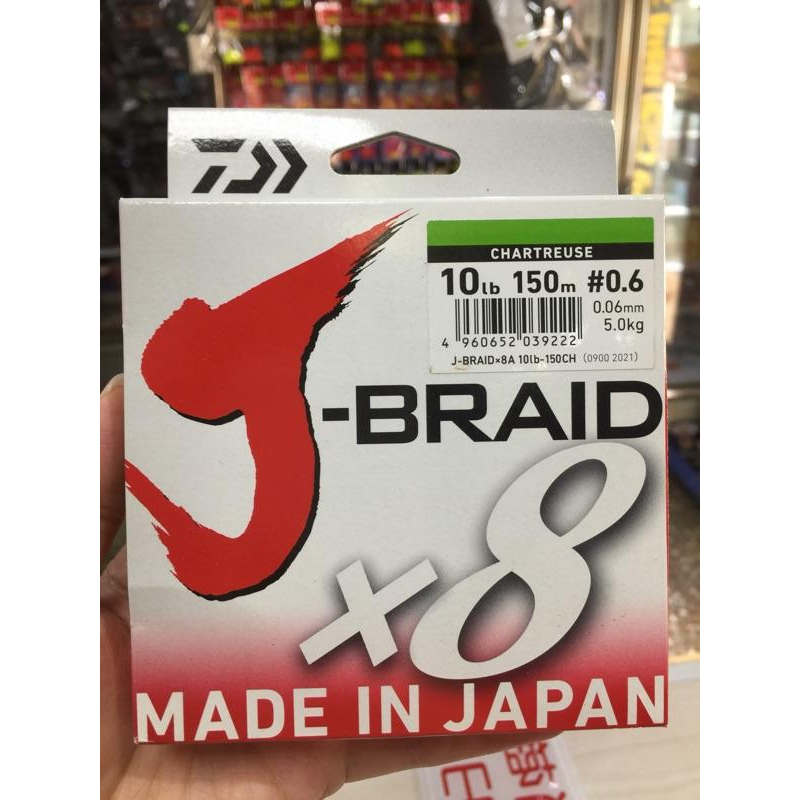 CHARTREUSE
10lb 150m #0.6
0.06mm
5.0kg
4 960652 039222
J-BRAID×8A 10lb-150CH (0900 2021)
J-BRAID
×8
MADE IN JAPAN